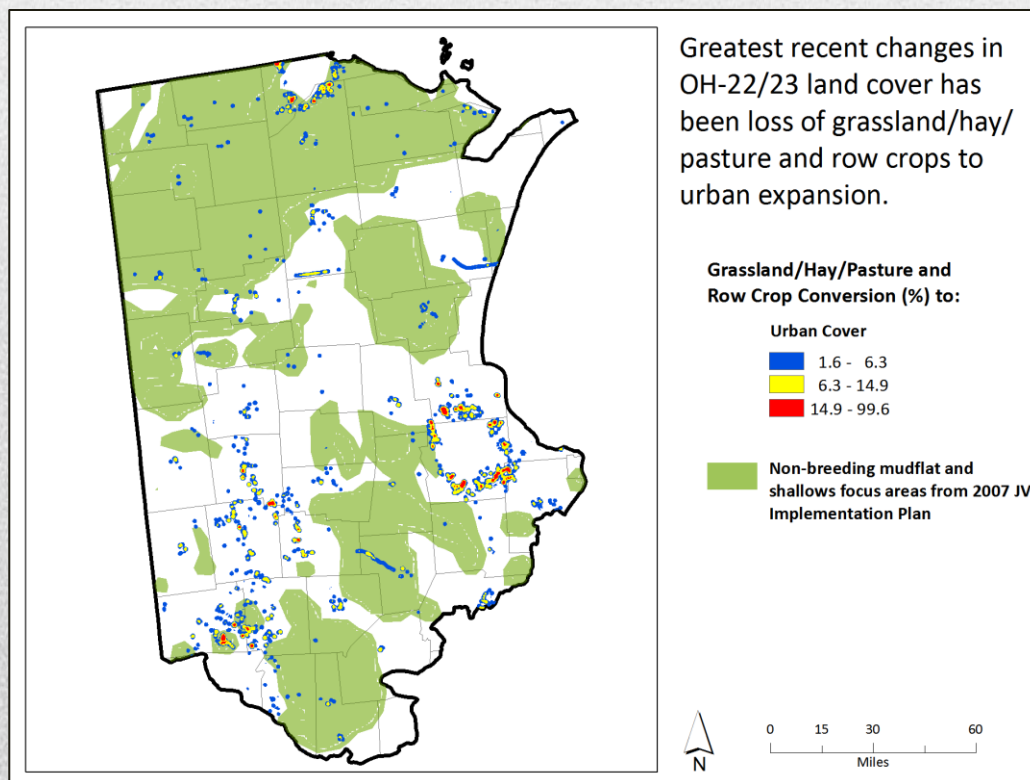 Greatest recent changes in
OH-22/23 land cover has
been loss of grassland/hay/
pasture and row crops to
urban expansion.
Grassland/Hay/Pasture and
Row Crop Conversion (%) to:
Urban Cover
1.6 - 6.3
6.3 - 14.9
14.9 - 99.6
Non-breeding mudflat and
shallows focus areas from 2007 JV
Implementation Plan
N
0 15 30 60
Miles